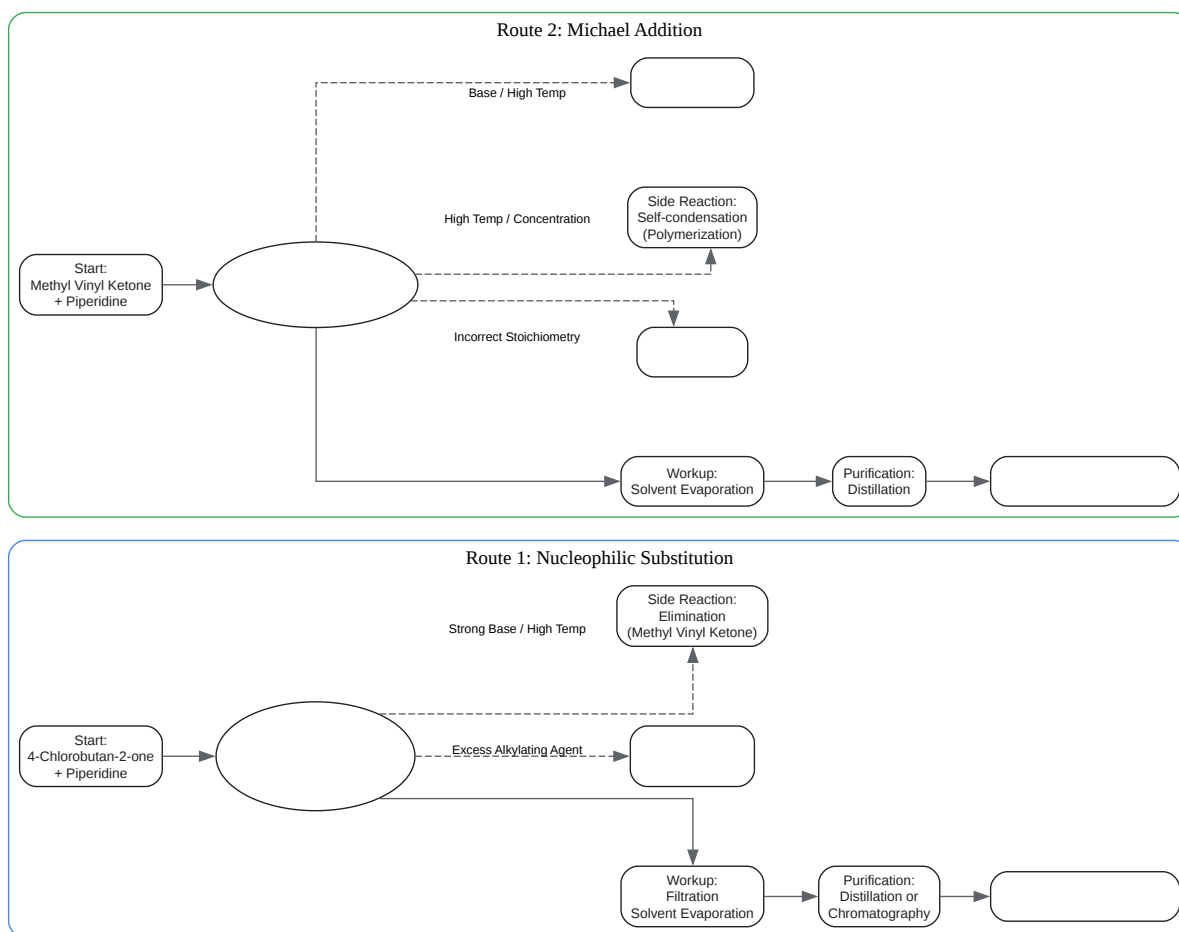 Route 2: Michael Addition
Base / High Temp
High Temp / Concentration
Side Reaction:
Self-condensation
(Polymerization)
Start:
Methyl Vinyl Ketone
+ Piperidine
Incorrect Stoichiometry
Workup:
Solvent Evaporation
Purification:
Distillation
Route 1: Nucleophilic Substitution
Side Reaction:
Elimination
(Methyl Vinyl Ketone)
Strong Base / High Temp
Start:
4-Chlorobutan-2-one
+ Piperidine
Excess Alkylating Agent
Workup:
Filtration
Solvent Evaporation
Purification:
Distillation or
Chromatography